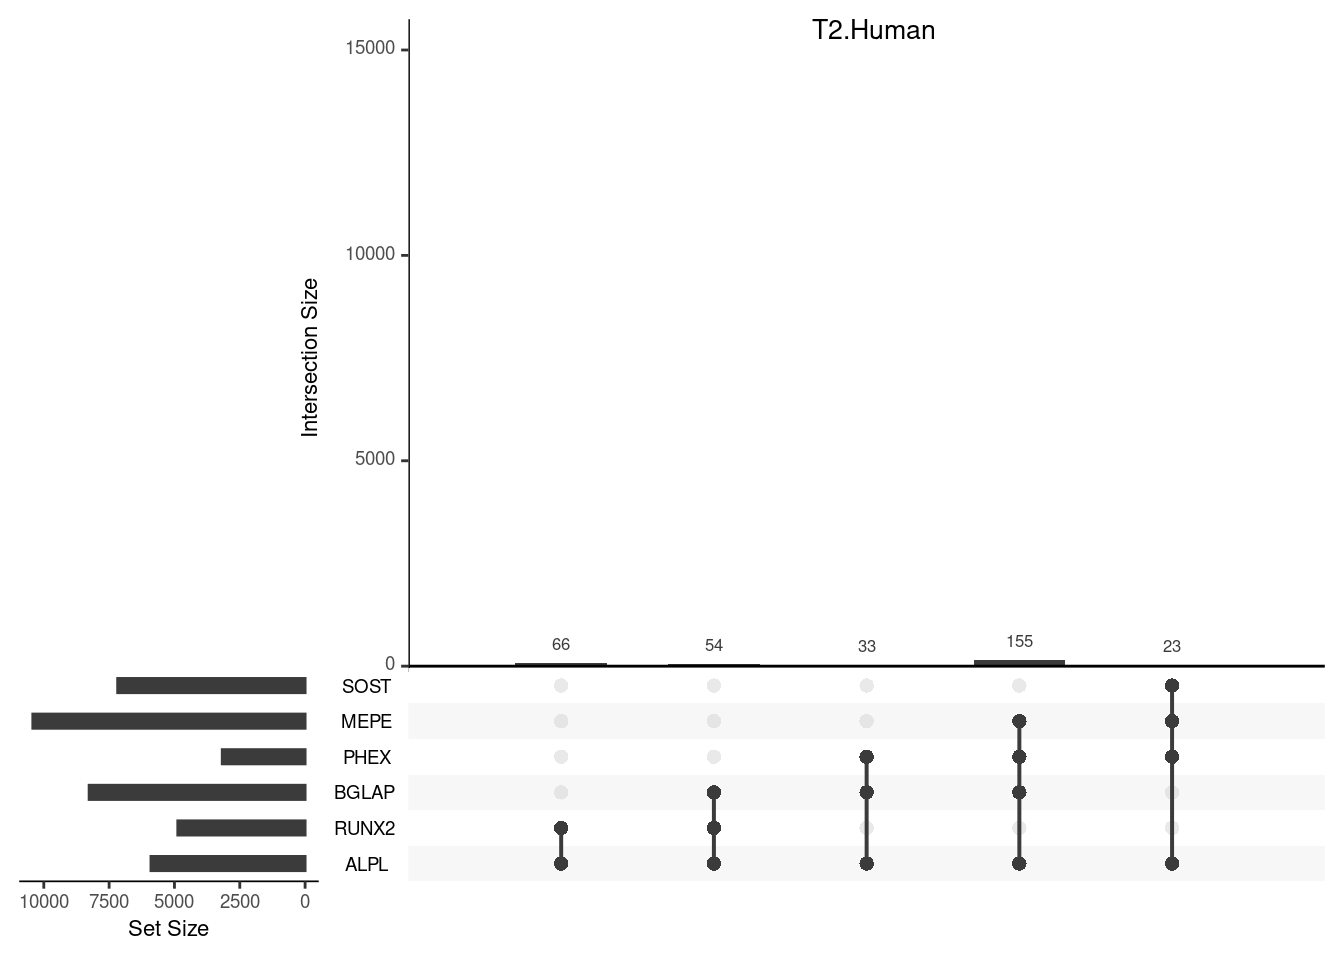 T2.Human
15000
10000
5000
0
Intersection Size
66
54
33
155
23
SOST
MEPE
PHEX
BGLAP
RUNX2
ALPL
10000 7500 5000 2500 0
Set Size